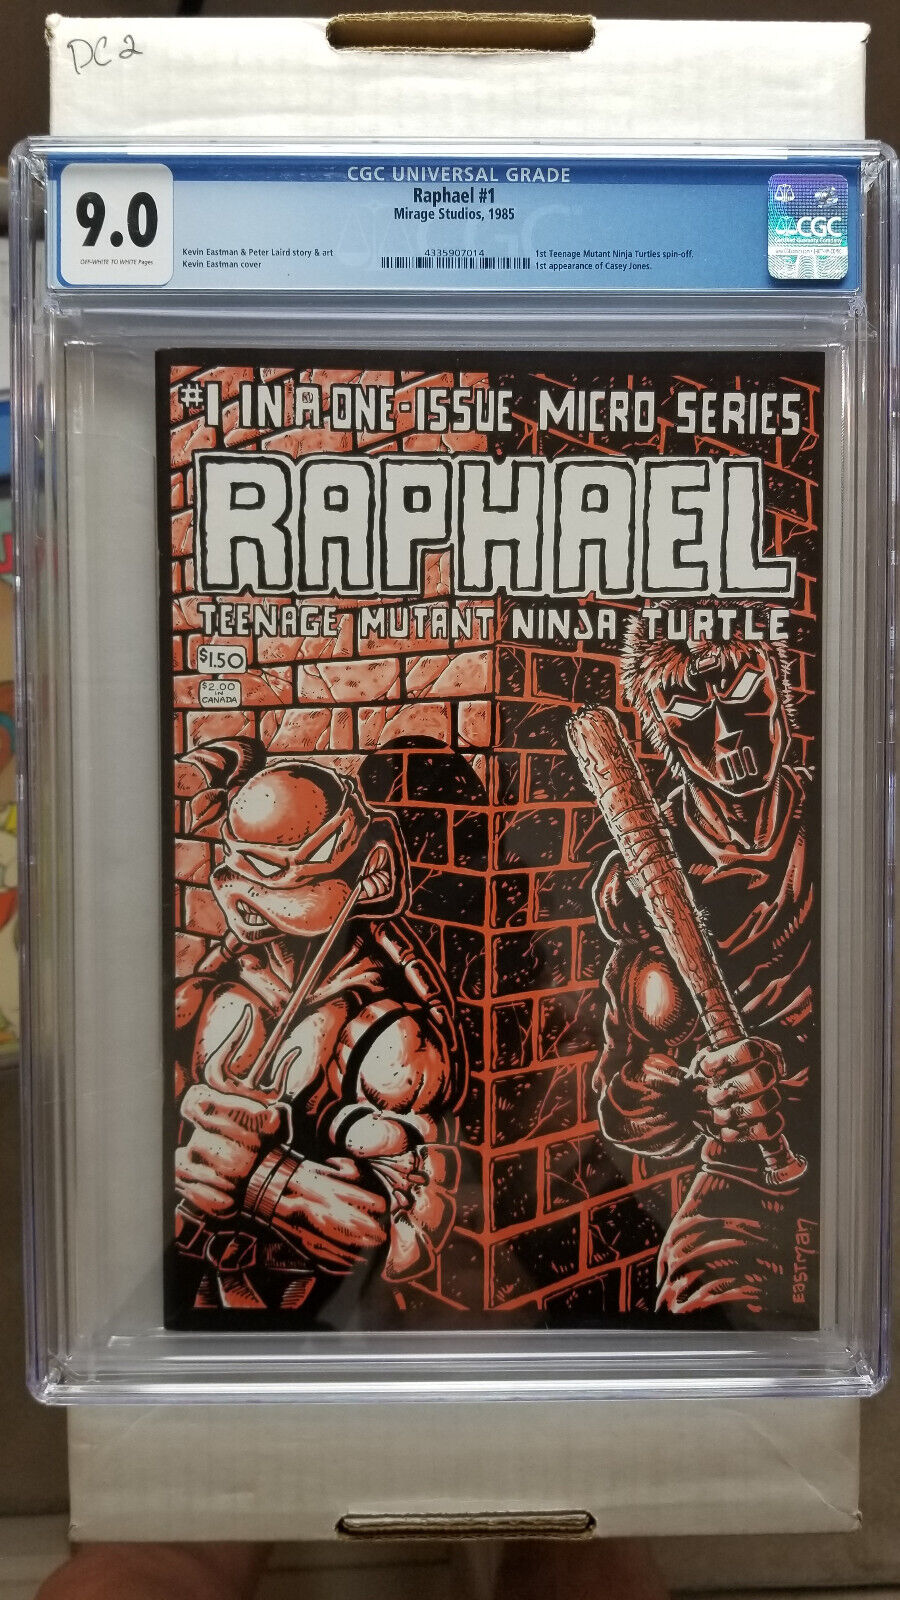 DC 2
CGC UNIVERSAL GRADE
9.0
OFF-WHITE TO WHITE Pages
Raphael #1
Mirage Studios, 1985
Kevin Eastman & Peter Laird story & art
Kevin Eastman cover
4335907014
1st Teenage Mutant Ninja Turtles spin-off.
1st appearance of Casey Jones.
CGC
#1 IN A ONE-ISSUE MICRO SERIES
RAPHAEL
TEENAGE MUTANT NINJA TURTLE
$1.50
$2.00
IN
CANADA
EASTMAN